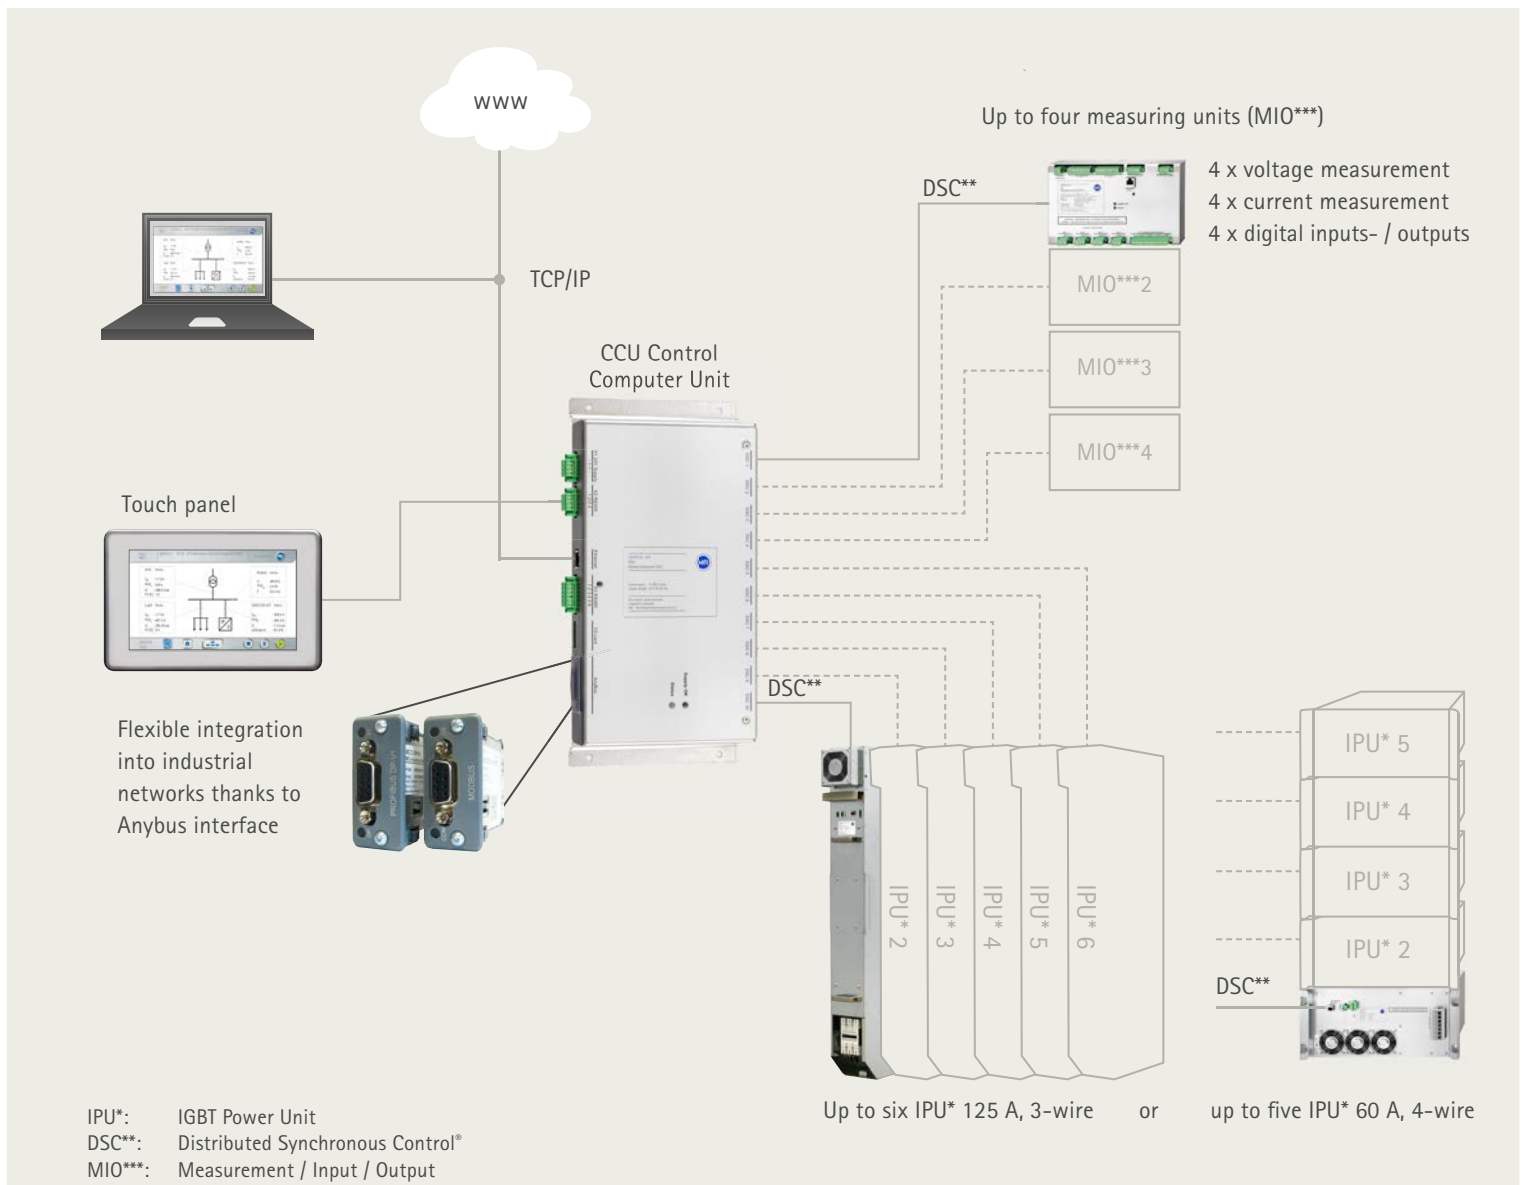 www
Up to four measuring units (MIO***)
DSC**
4 x voltage measurement
4 x current measurement
4 x digital inputs- / outputs
TCP/IP
MIO***2
MIO***3
MIO***4
CCU Control
Computer Unit
Touch panel
DSC**
Flexible integration
into industrial
networks thanks to
Anybus interface
PROFIBUS DP-V1
MODBUS
IPU* 2
IPU* 3
IPU* 4
IPU* 5
IPU* 6
IPU* 5
IPU* 4
IPU* 3
IPU* 2
DSC**
Up to six IPU* 125 A, 3-wire or up to five IPU* 60 A, 4-wire
IPU*: IGBT Power Unit
DSC**: Distributed Synchronous Control®
MIO***: Measurement / Input / Output